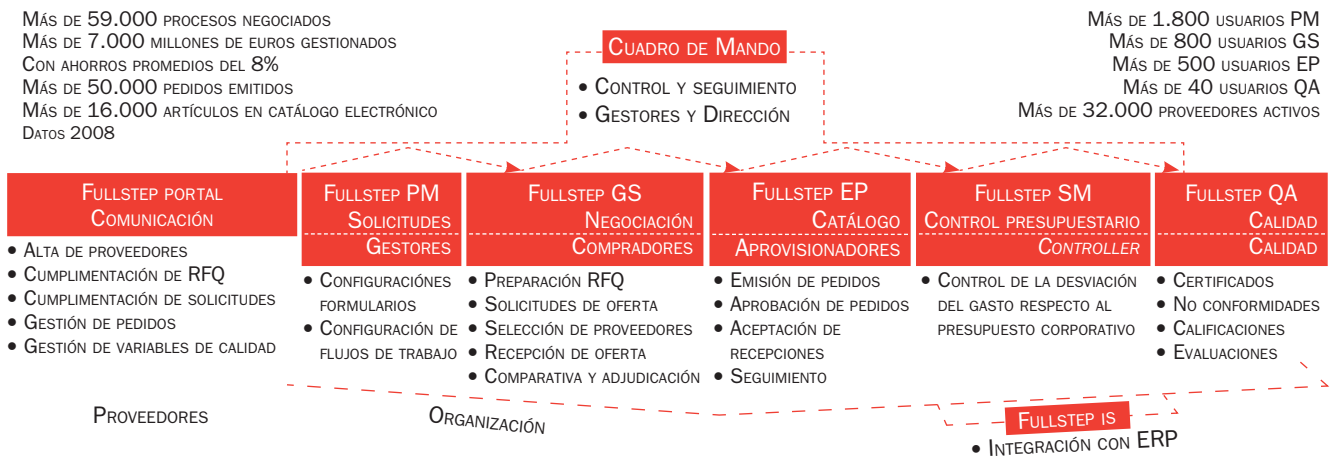 Más de 59.000 procesos negociados
Más de 7.000 millones de euros gestionados
Con ahorros promedios del 8%
Más de 50.000 pedidos emitidos
Más de 16.000 artículos en catálogo electrónico
Datos 2008
Cuadro de Mando
• Control y seguimiento
• Gestores y Dirección
Más de 1.800 usuarios PM
Más de 800 usuarios GS
Más de 500 usuarios EP
Más de 40 usuarios QA
Más de 32.000 proveedores activos
Fullstep portal
Comunicación
• Alta de proveedores
• Cumplimentación de RFQ
• Cumplimentación de solicitudes
• Gestión de pedidos
• Gestión de variables de calidad
Fullstep PM
Solicitudes
Gestores
• Configuraciónes
formularios
• Configuración de
flujos de trabajo
Fullstep GS
Negociación
Compradores
• Preparación RFQ
• Solicitudes de oferta
• Selección de proveedores
• Recepción de oferta
• Comparativa y adjudicación
Fullstep EP
Catálogo
Aprovisionadores
• Emisión de pedidos
• Aprobación de pedidos
• Aceptación de
recepciones
• Seguimiento
Fullstep SM
Control presupuestario
Controller
• Control de la desviación
del gasto respecto al
presupuesto corporativo
Fullstep QA
Calidad
Calidad
• Certificados
• No conformidades
• Calificaciones
• Evaluaciones
Proveedores
Organización
Fullstep is
• Integración con ERP